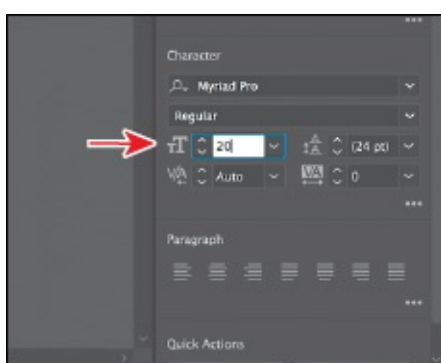 Character
Myriad Pro
Regular
20 (24 pt)
Auto 0
Paragraph
Quick Actions